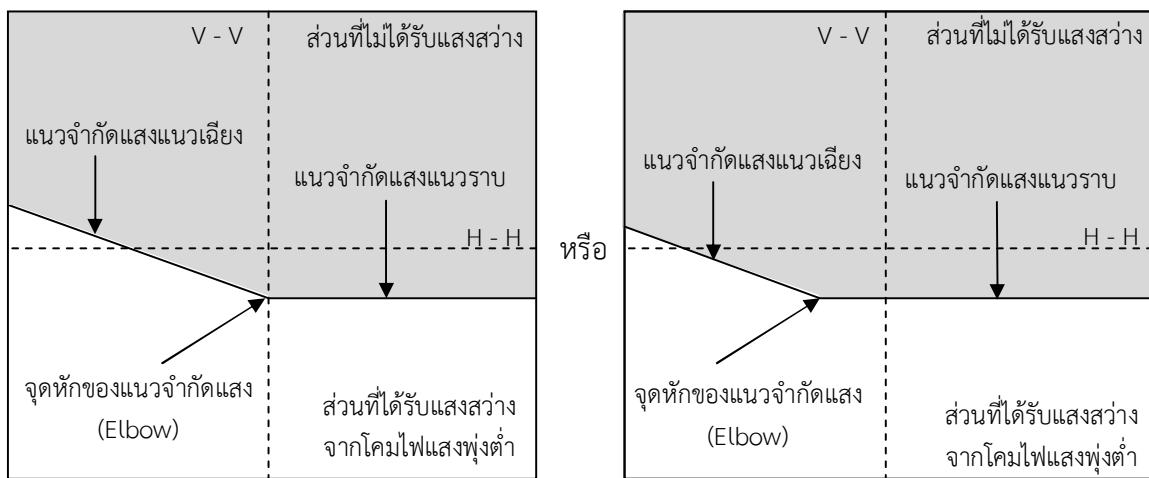 V - V
ส่วนที่ไม่ได้รับแสงสว่าง
แนวจำกัดแสงแนวเฉียง
แนวจำกัดแสงแนวราบ
H - H
จุดหักของแนวจำกัดแสง
(Elbow)
ส่วนที่ได้รับแสงสว่าง
จากโคมไฟแสงพุ่งต่ำ
หรือ
V - V
ส่วนที่ไม่ได้รับแสงสว่าง
แนวจำกัดแสงแนวเฉียง
แนวจำกัดแสงแนวราบ
H - H
จุดหักของแนวจำกัดแสง
(Elbow)
ส่วนที่ได้รับแสงสว่าง
จากโคมไฟแสงพุ่งต่ำ